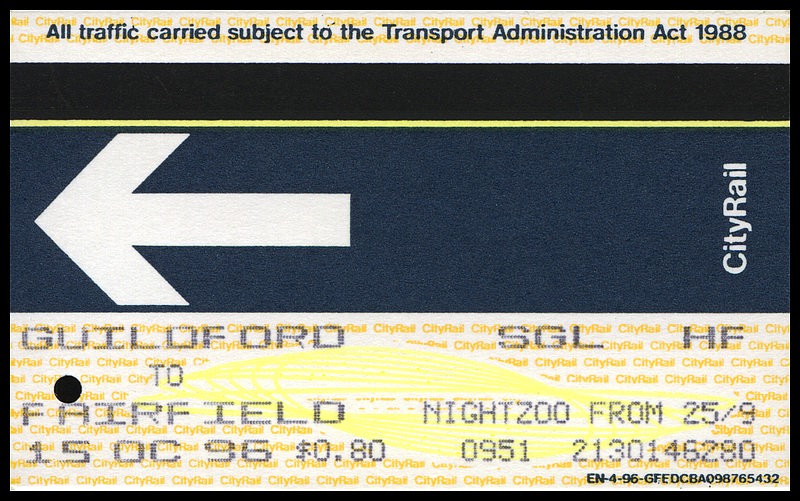 All traffic carried subject to the Transport Administration Act 1988
CityRail
GUILDFORD SGL HF
TO
FAIRFIELD NIGHTZOO FROM 25/9
15 OC 96 $0.80 0951 2130146290
EN-4-96-GFEDCBA098765432